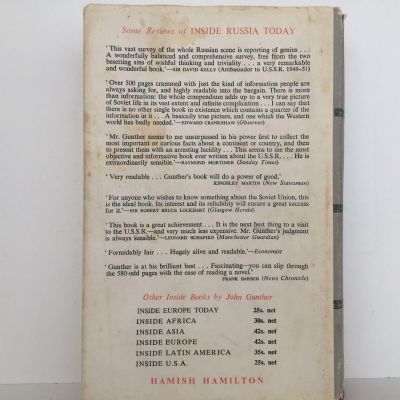 Some Reviews of INSIDE RUSSIA TODAY
'This vast survey of the whole Russian scene is reporting of genius . . .
A wonderfully balanced and comprehensive survey, free from the two
besetting sins of wishful thinking and triviality . . . a very remarkable
and wonderful book.'—SIR DAVID KELLY (Ambassador to U.S.S.R. 1949–51)
'Over 500 pages crammed with just the kind of information people are
always asking for, and highly readable into the bargain. There is more
than information: the whole compendium adds up to a very true picture
of Soviet life in its vast extent and infinite complication . . . I can say that
there is no other single book in existence which contains a quarter of the
information in it . . . A basically true picture, and one which the Western
world has badly needed.'—EDWARD CRANKSHAW (Observer)
'Mr. Gunther seems to me unsurpassed in his power first to collect the
most important or curious facts about a continent or country, and then
to present them with an arresting lucidity . . . This seems to me the most
objective and informative book ever written about the U.S.S.R. . . . He is
extraordinarily sensible.'—RAYMOND MORTIMER (Sunday Times)
'Very readable . . . Gunther's book will do a power of good.'
KINGSLEY MARTIN (New Statesman)
'For anyone who wishes to know something about the Soviet Union, this
is the ideal book. Its interest and its reliability will ensure a great success
for it.'—SIR ROBERT BRUCE LOCKHART (Glasgow Herald)
'This book is a great achievement . . . It is the next best thing to a visit
to the U.S.S.R.—and very much less expensive. Mr. Gunther's judgment
is always sensible.'—LEONARD SCHAPIRO (Manchester Guardian)
'Formidably fair . . . Hugely alive and readable.'—Economist
'Gunther is at his brilliant best . . . Fascinating—you can slip through
the 580-odd pages with the ease of reading a novel.'
FRANK BARBER (News Chronicle)
Other Inside Books by John Gunther
INSIDE EUROPE TODAY 25s. net
INSIDE AFRICA 30s. net
INSIDE ASIA 42s. net
INSIDE EUROPE 42s. net
INSIDE LATIN AMERICA 35s. net
INSIDE U.S.A. 25s. net
HAMISH HAMILTON